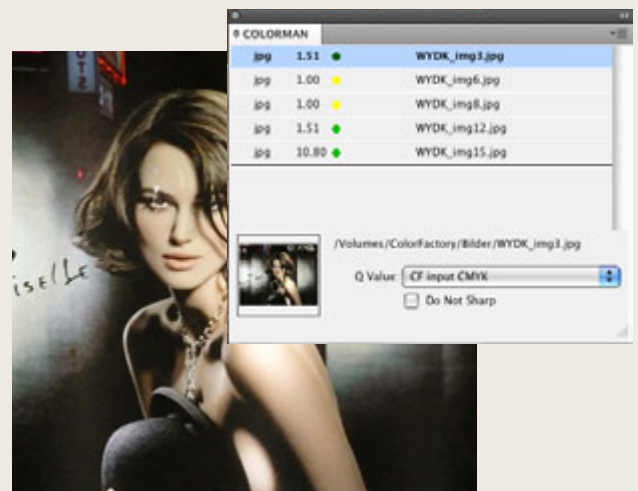 COLORMAN
jpg 1.51 WYDK_img3.jpg
jpg 1.00 WYDK_img6.jpg
jpg 1.00 WYDK_img8.jpg
jpg 1.51 WYDK_img12.jpg
jpg 10.80 WYDK_img15.jpg
/Volumes/ColorFactory/Bilder/WYDK_img3.jpg
Q Value: CF input CMYK
Do Not Sharp